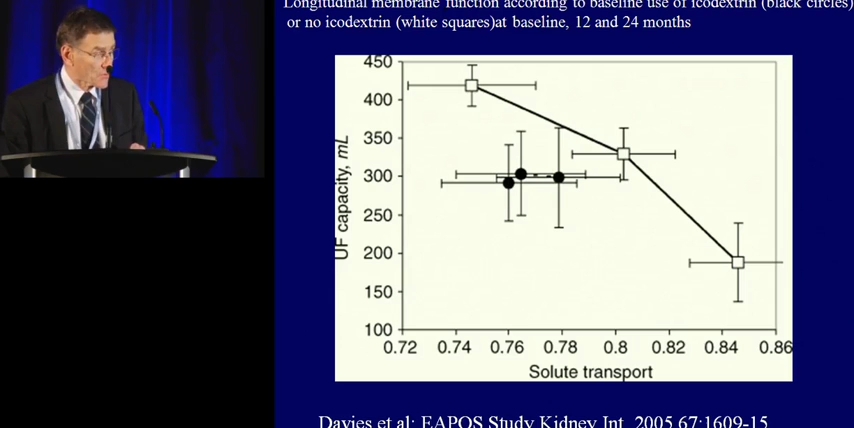 Longitudinal membrane function according to baseline use of icodextrin (black circles)
or no icodextrin (white squares)at baseline, 12 and 24 months
450
400
350
300
250
200
150
100
UF capacity, mL
0.72 0.74 0.76 0.78 0.8 0.82 0.84 0.86
Solute transport
Davies et al: EAPOS Study Kidney Int. 2005 67:1609-15